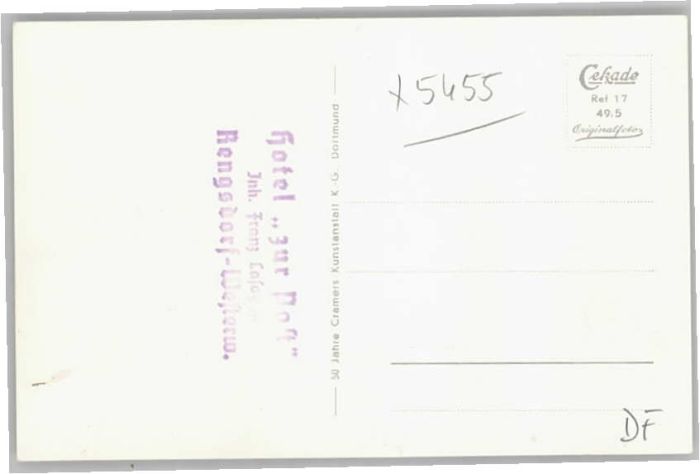 Hotel „zur Post"
Inh. Franz
Rengsdorf-Westerw.
50 Jahre Cramers Kunstanstalt K.-G. Dortmund
x5455
Cekade
Ref 17
49.5
Originalfoto
DF